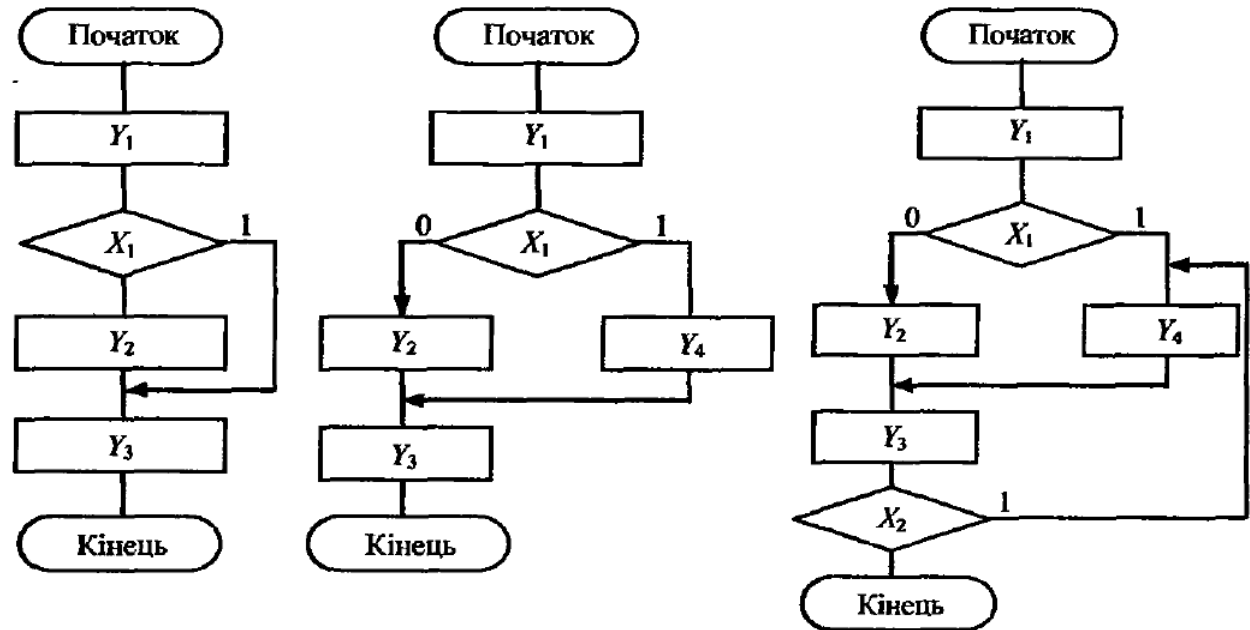 Початок
Y₁
X₁
1
Y₂
Y₃
Кінець
Початок
Y₁
0
X₁
1
Y₂
Y₄
Y₃
Кінець
Початок
Y₁
0
X₁
1
Y₂
Y₄
Y₃
X₂
1
Кінець